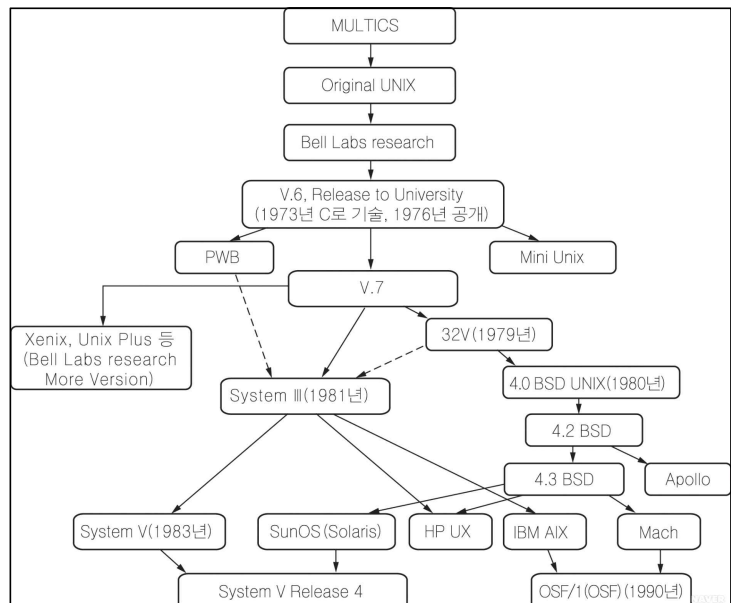 MULTICS
Original UNIX
Bell Labs research
V.6, Release to University
(1973년 C로 기술, 1976년 공개)
PWB
Mini Unix
V.7
Xenix, Unix Plus 등
(Bell Labs research
More Version)
32V(1979년)
System Ⅲ(1981년)
4.0 BSD UNIX(1980년)
4.2 BSD
4.3 BSD
Apollo
System V(1983년)
SunOS(Solaris)
HP UX
IBM AIX
Mach
System V Release 4
OSF/1(OSF)(1990년)
NAVER